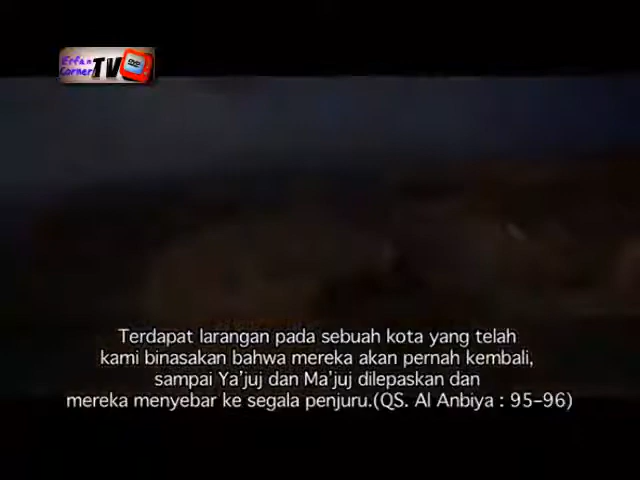 Erfan
Corner TV
DVD
Terdapat larangan pada sebuah kota yang telah
kami binasakan bahwa mereka akan pernah kembali,
sampai Ya'juj dan Ma'juj dilepaskan dan
mereka menyebar ke segala penjuru.(QS. Al Anbiya : 95-96)